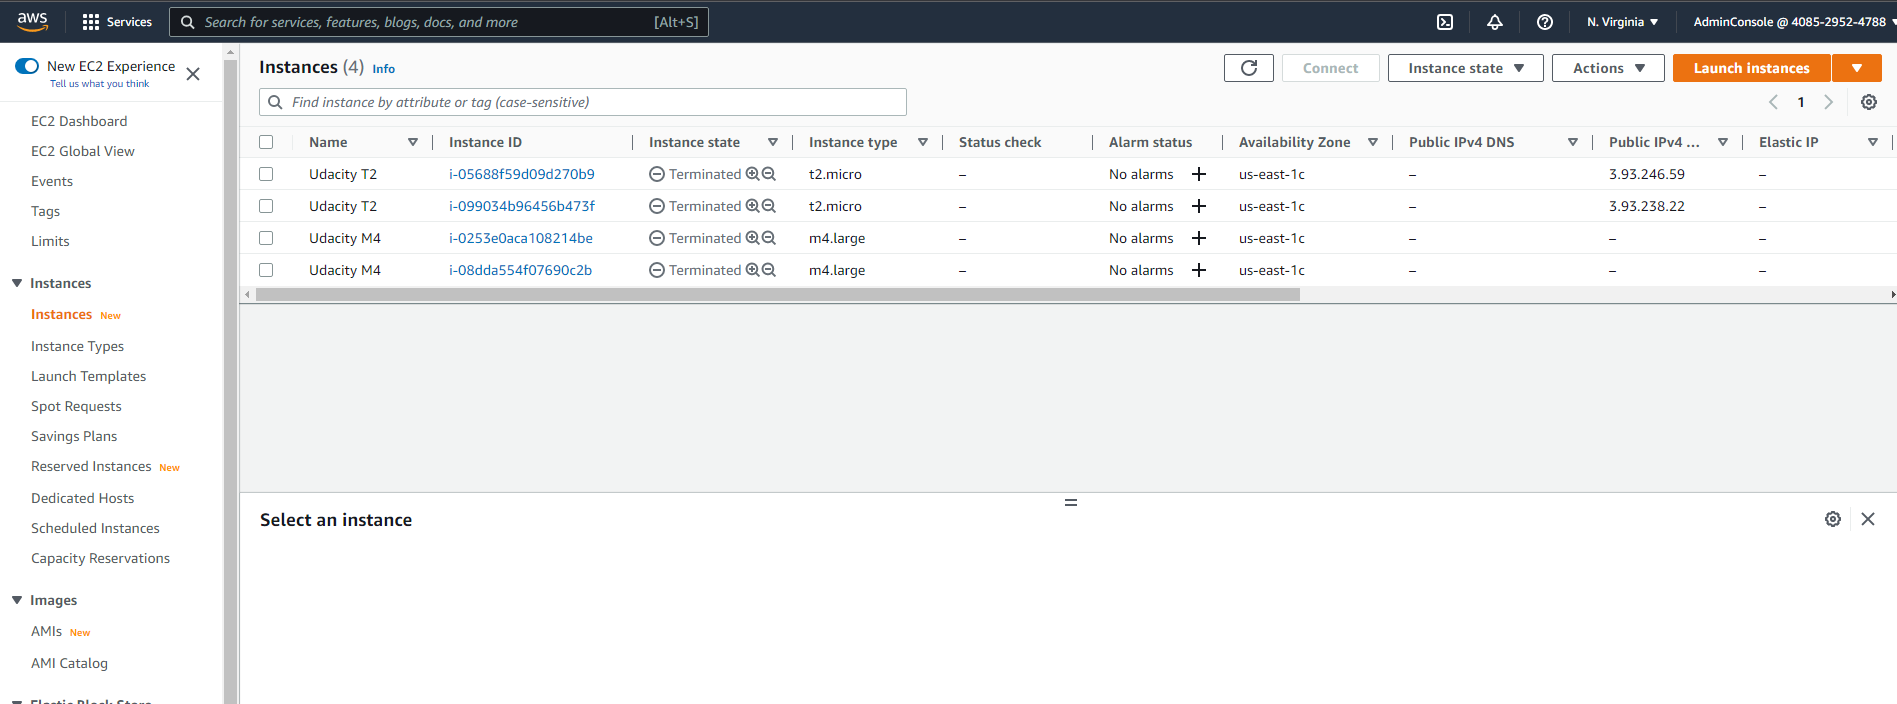 aws Services Search for services, features, blogs, docs, and more [Alt+S] N. Virginia AdminConsole @ 4085-2952-4788
New EC2 Experience
Tell us what you think
EC2 Dashboard
EC2 Global View
Events
Tags
Limits
Instances
Instances New
Instance Types
Launch Templates
Spot Requests
Savings Plans
Reserved Instances New
Dedicated Hosts
Scheduled Instances
Capacity Reservations
Images
AMIs New
AMI Catalog
Elastic Block Store
Instances (4) Info Connect Instance state Actions Launch instances
Find instance by attribute or tag (case-sensitive) 1
Name Instance ID Instance state Instance type Status check Alarm status Availability Zone Public IPv4 DNS Public IPv4 ... Elastic IP
Udacity T2 i-05688f59d09d270b9 Terminated t2.micro – No alarms + us-east-1c – 3.93.246.59 –
Udacity T2 i-099034b96456b473f Terminated t2.micro – No alarms + us-east-1c – 3.93.238.22 –
Udacity M4 i-0253e0aca108214be Terminated m4.large – No alarms + us-east-1c – – –
Udacity M4 i-08dda554f07690c2b Terminated m4.large – No alarms + us-east-1c – – –
Select an instance